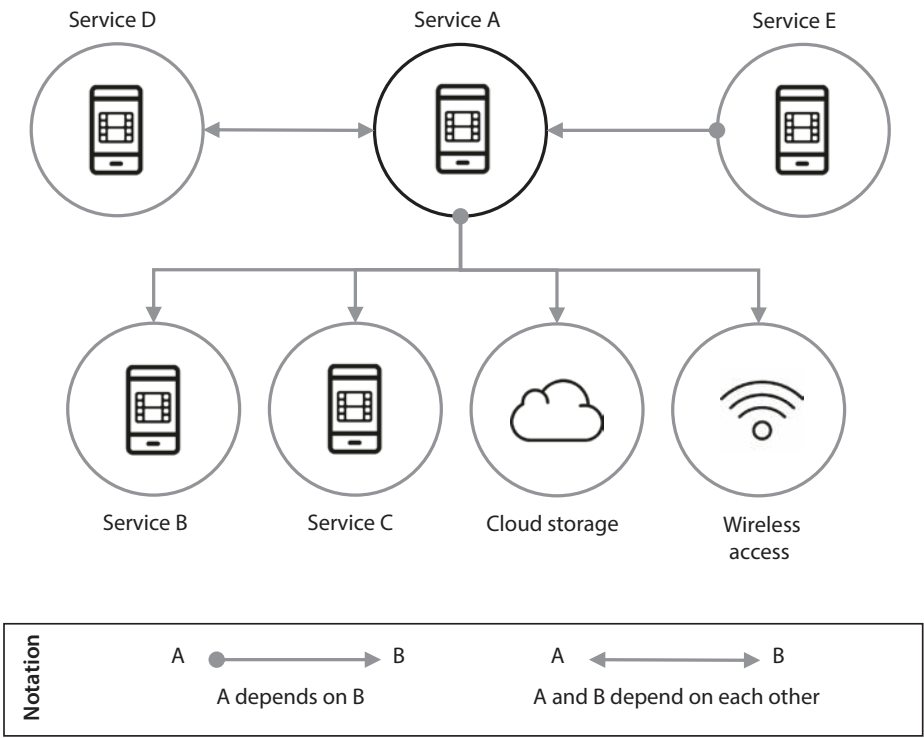 Service D
Service A
Service E
Service B
Service C
Cloud storage
Wireless
access
Notation
A
B
A depends on B
A
B
A and B depend on each other